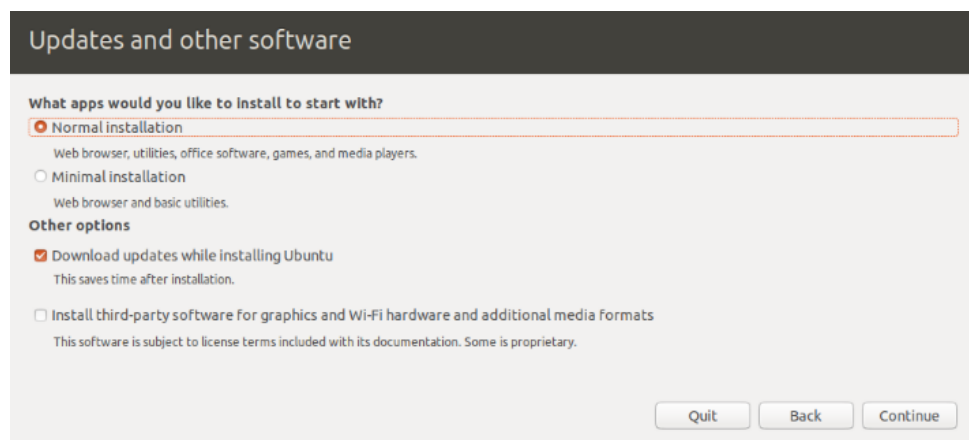 Updates and other software
What apps would you like to install to start with?
Normal installation
Web browser, utilities, office software, games, and media players.
Minimal installation
Web browser and basic utilities.
Other options
Download updates while installing Ubuntu
This saves time after installation.
Install third-party software for graphics and Wi-Fi hardware and additional media formats
This software is subject to license terms included with its documentation. Some is proprietary.
Quit Back Continue